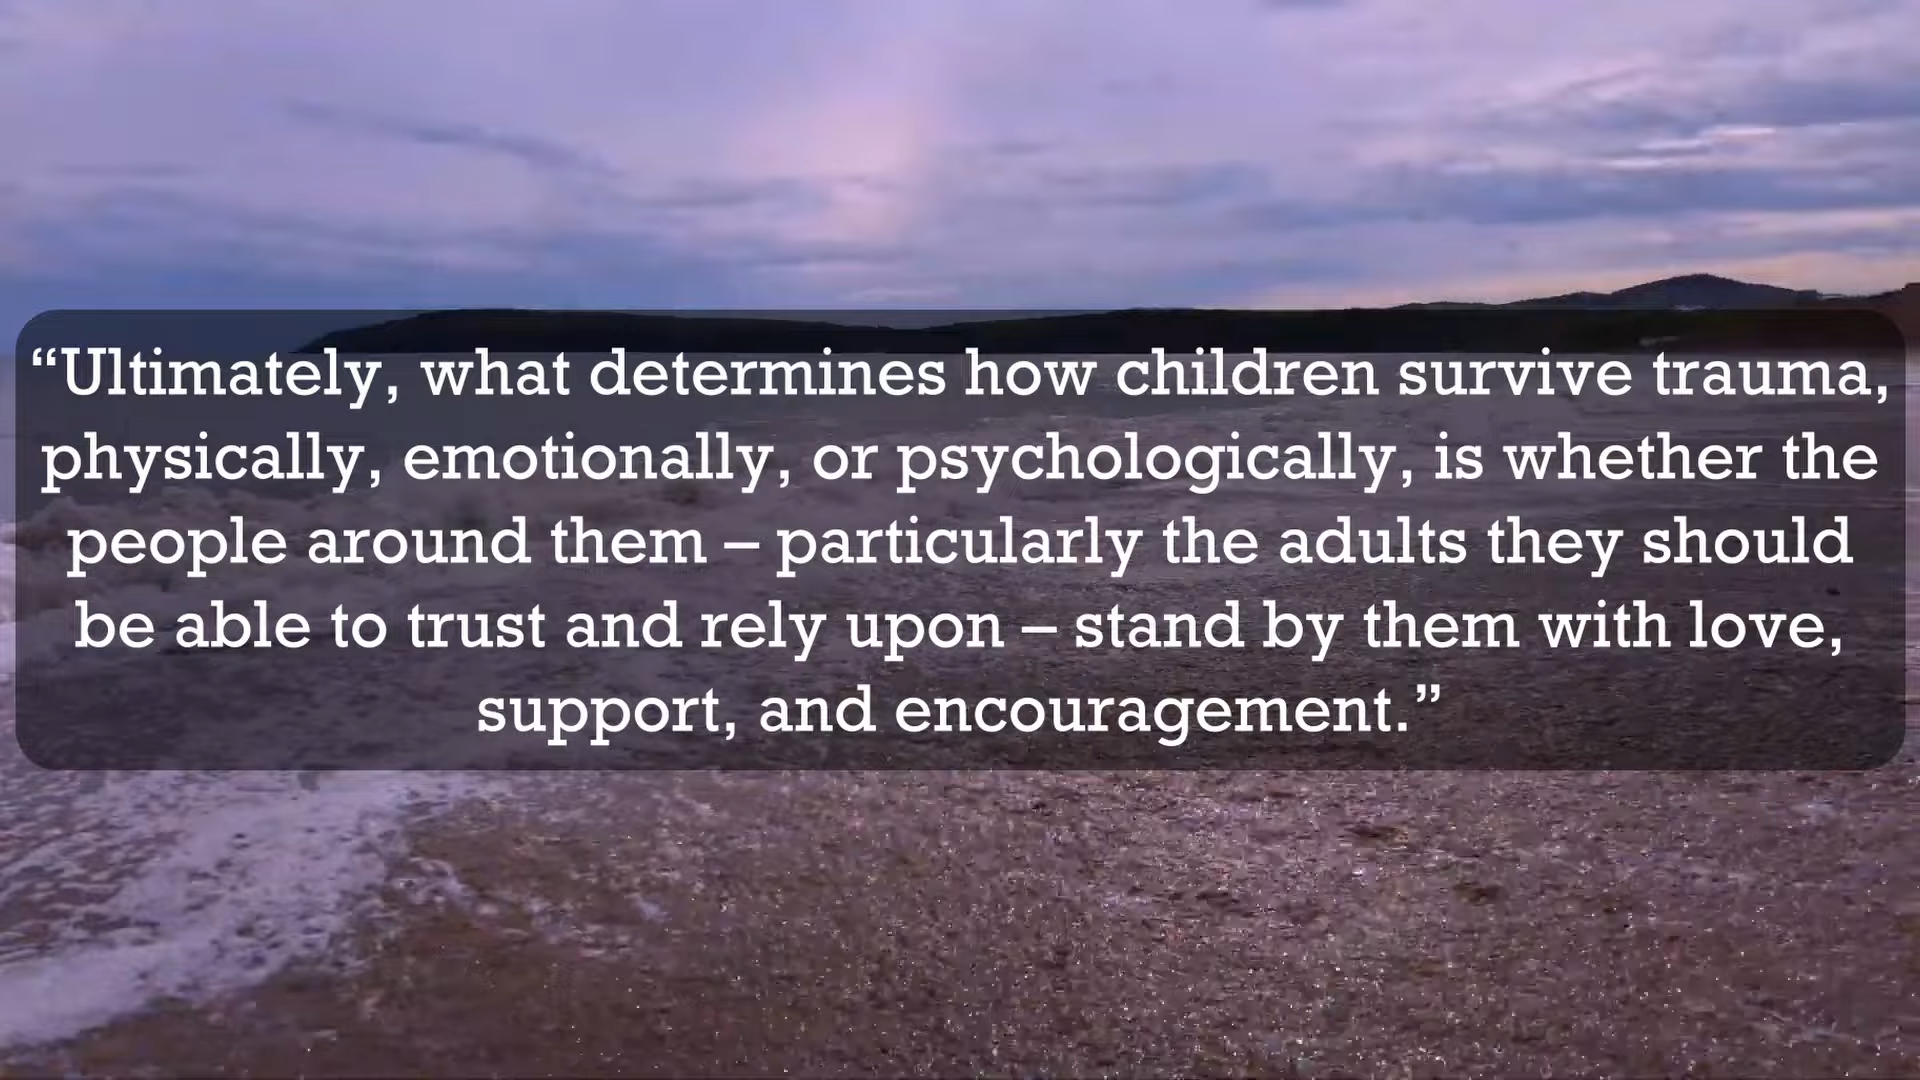 “Ultimately, what determines how children survive trauma,
physically, emotionally, or psychologically, is whether the
people around them – particularly the adults they should
be able to trust and rely upon – stand by them with love,
support, and encouragement.”